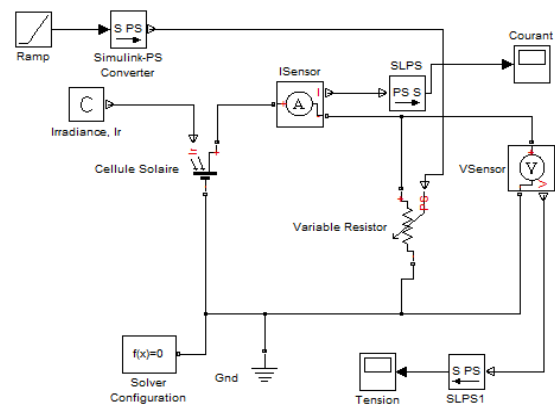 S PS
Ramp
Simulink-PS
Converter
C
Irradiance, Ir
Ir
+
Cellule Solaire
ISensor
A
+
-
I
SLPS
PS S
Courant
VSensor
+
V
V
-
Variable Resistor
+
PS
-
f(x)=0
Solver
Configuration
Gnd
Tension
S PS
SLPS1